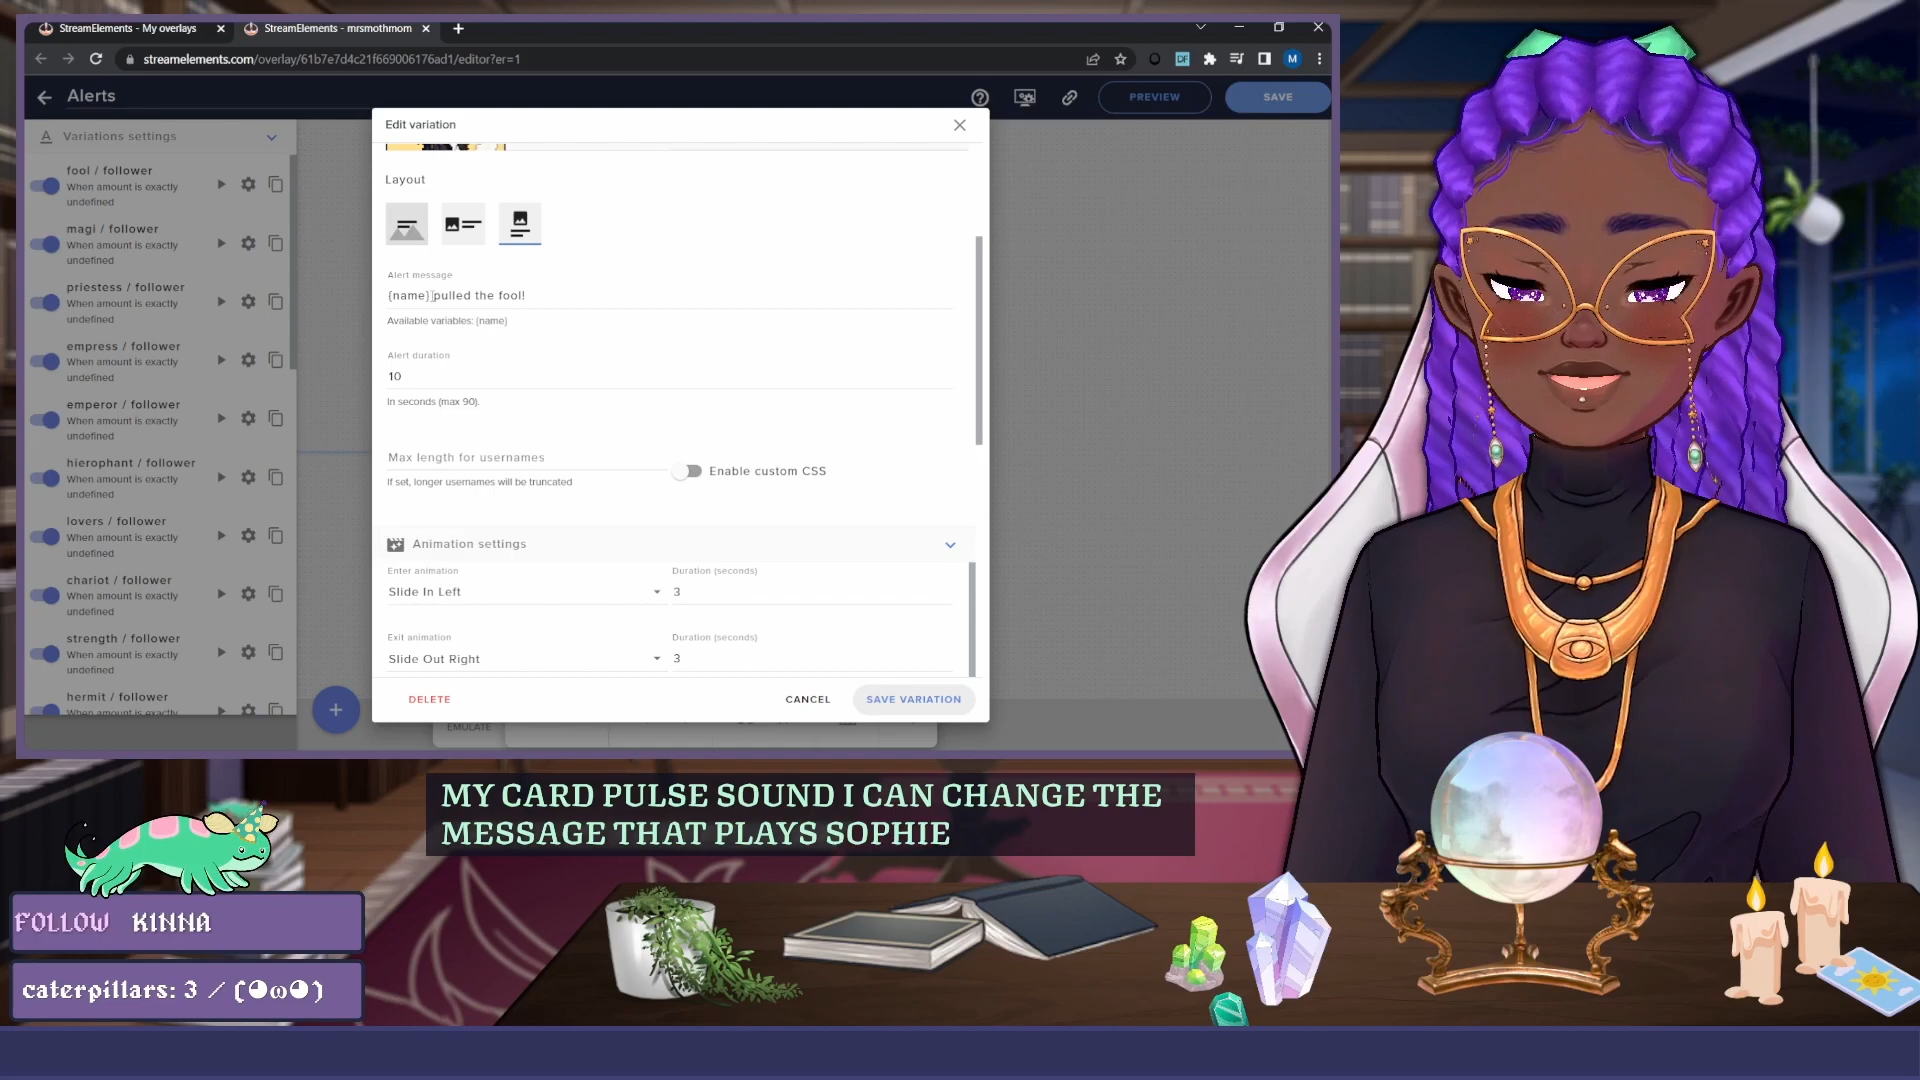 StreamElements - My overlays
StreamElements - mrsmothmom
streamelements.com/overlay/61b7e7d4c21f669006176ad1/editor?er=1
DF
M
Alerts
PREVIEW
SAVE
Variations settings
fool / follower
When amount is exactly
undefined
magi / follower
When amount is exactly
undefined
priestess / follower
When amount is exactly
undefined
empress / follower
When amount is exactly
undefined
emperor / follower
When amount is exactly
undefined
hierophant / follower
When amount is exactly
undefined
lovers / follower
When amount is exactly
undefined
chariot / follower
When amount is exactly
undefined
strength / follower
When amount is exactly
undefined
hermit / follower
When amount is exactly
Edit variation
Layout
Alert message
{name} pulled the fool!
Available variables: {name}
Alert duration
10
In seconds (max 90).
Max length for usernames
If set, longer usernames will be truncated
Enable custom CSS
Animation settings
Enter animation
Duration (seconds)
Slide In Left
3
Exit animation
Duration (seconds)
Slide Out Right
3
DELETE
CANCEL
SAVE VARIATION
EMULATE
MY CARD PULSE SOUND I CAN CHANGE THE
MESSAGE THAT PLAYS SOPHIE
FOLLOW KINNA
caterpillars: 3 / (◕ω◕)